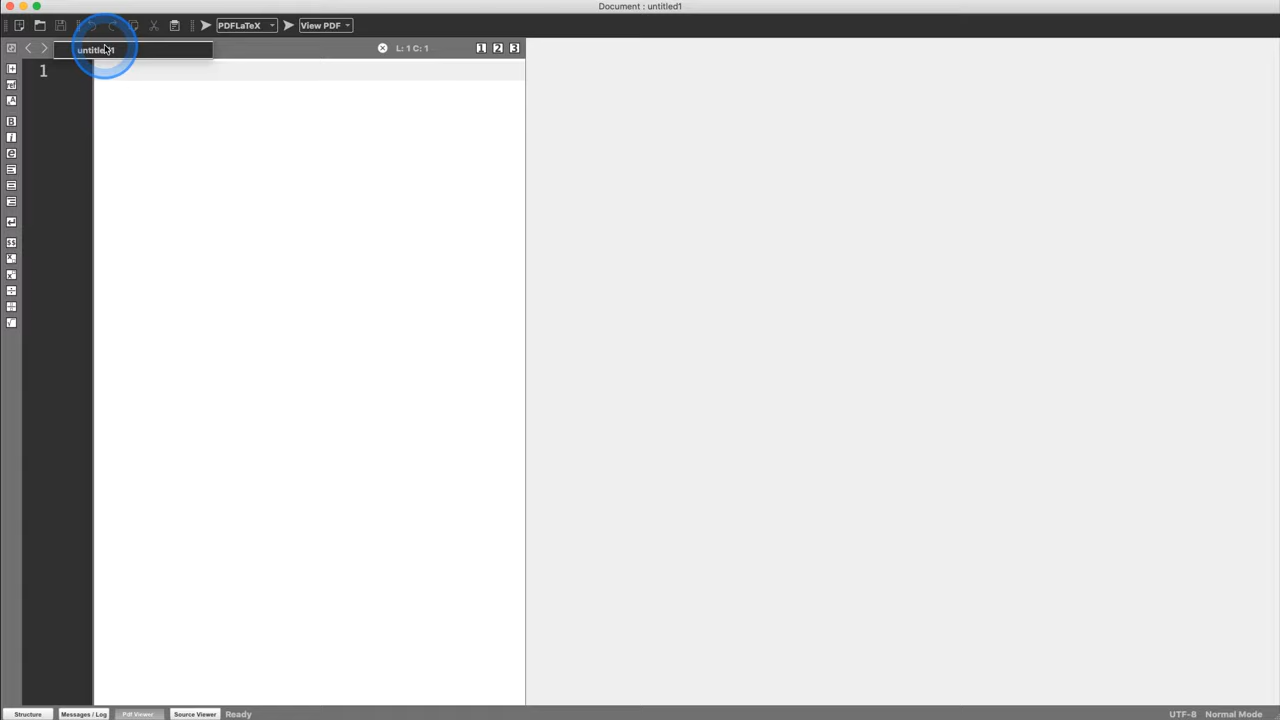 Document : untitled1
PDFLaTeX View PDF
untitled1 L: 1 C: 1 1 2 3
1
ref
B
i
e
$$
Structure Messages / Log Pdf Viewer Source Viewer Ready UTF-8 Normal Mode